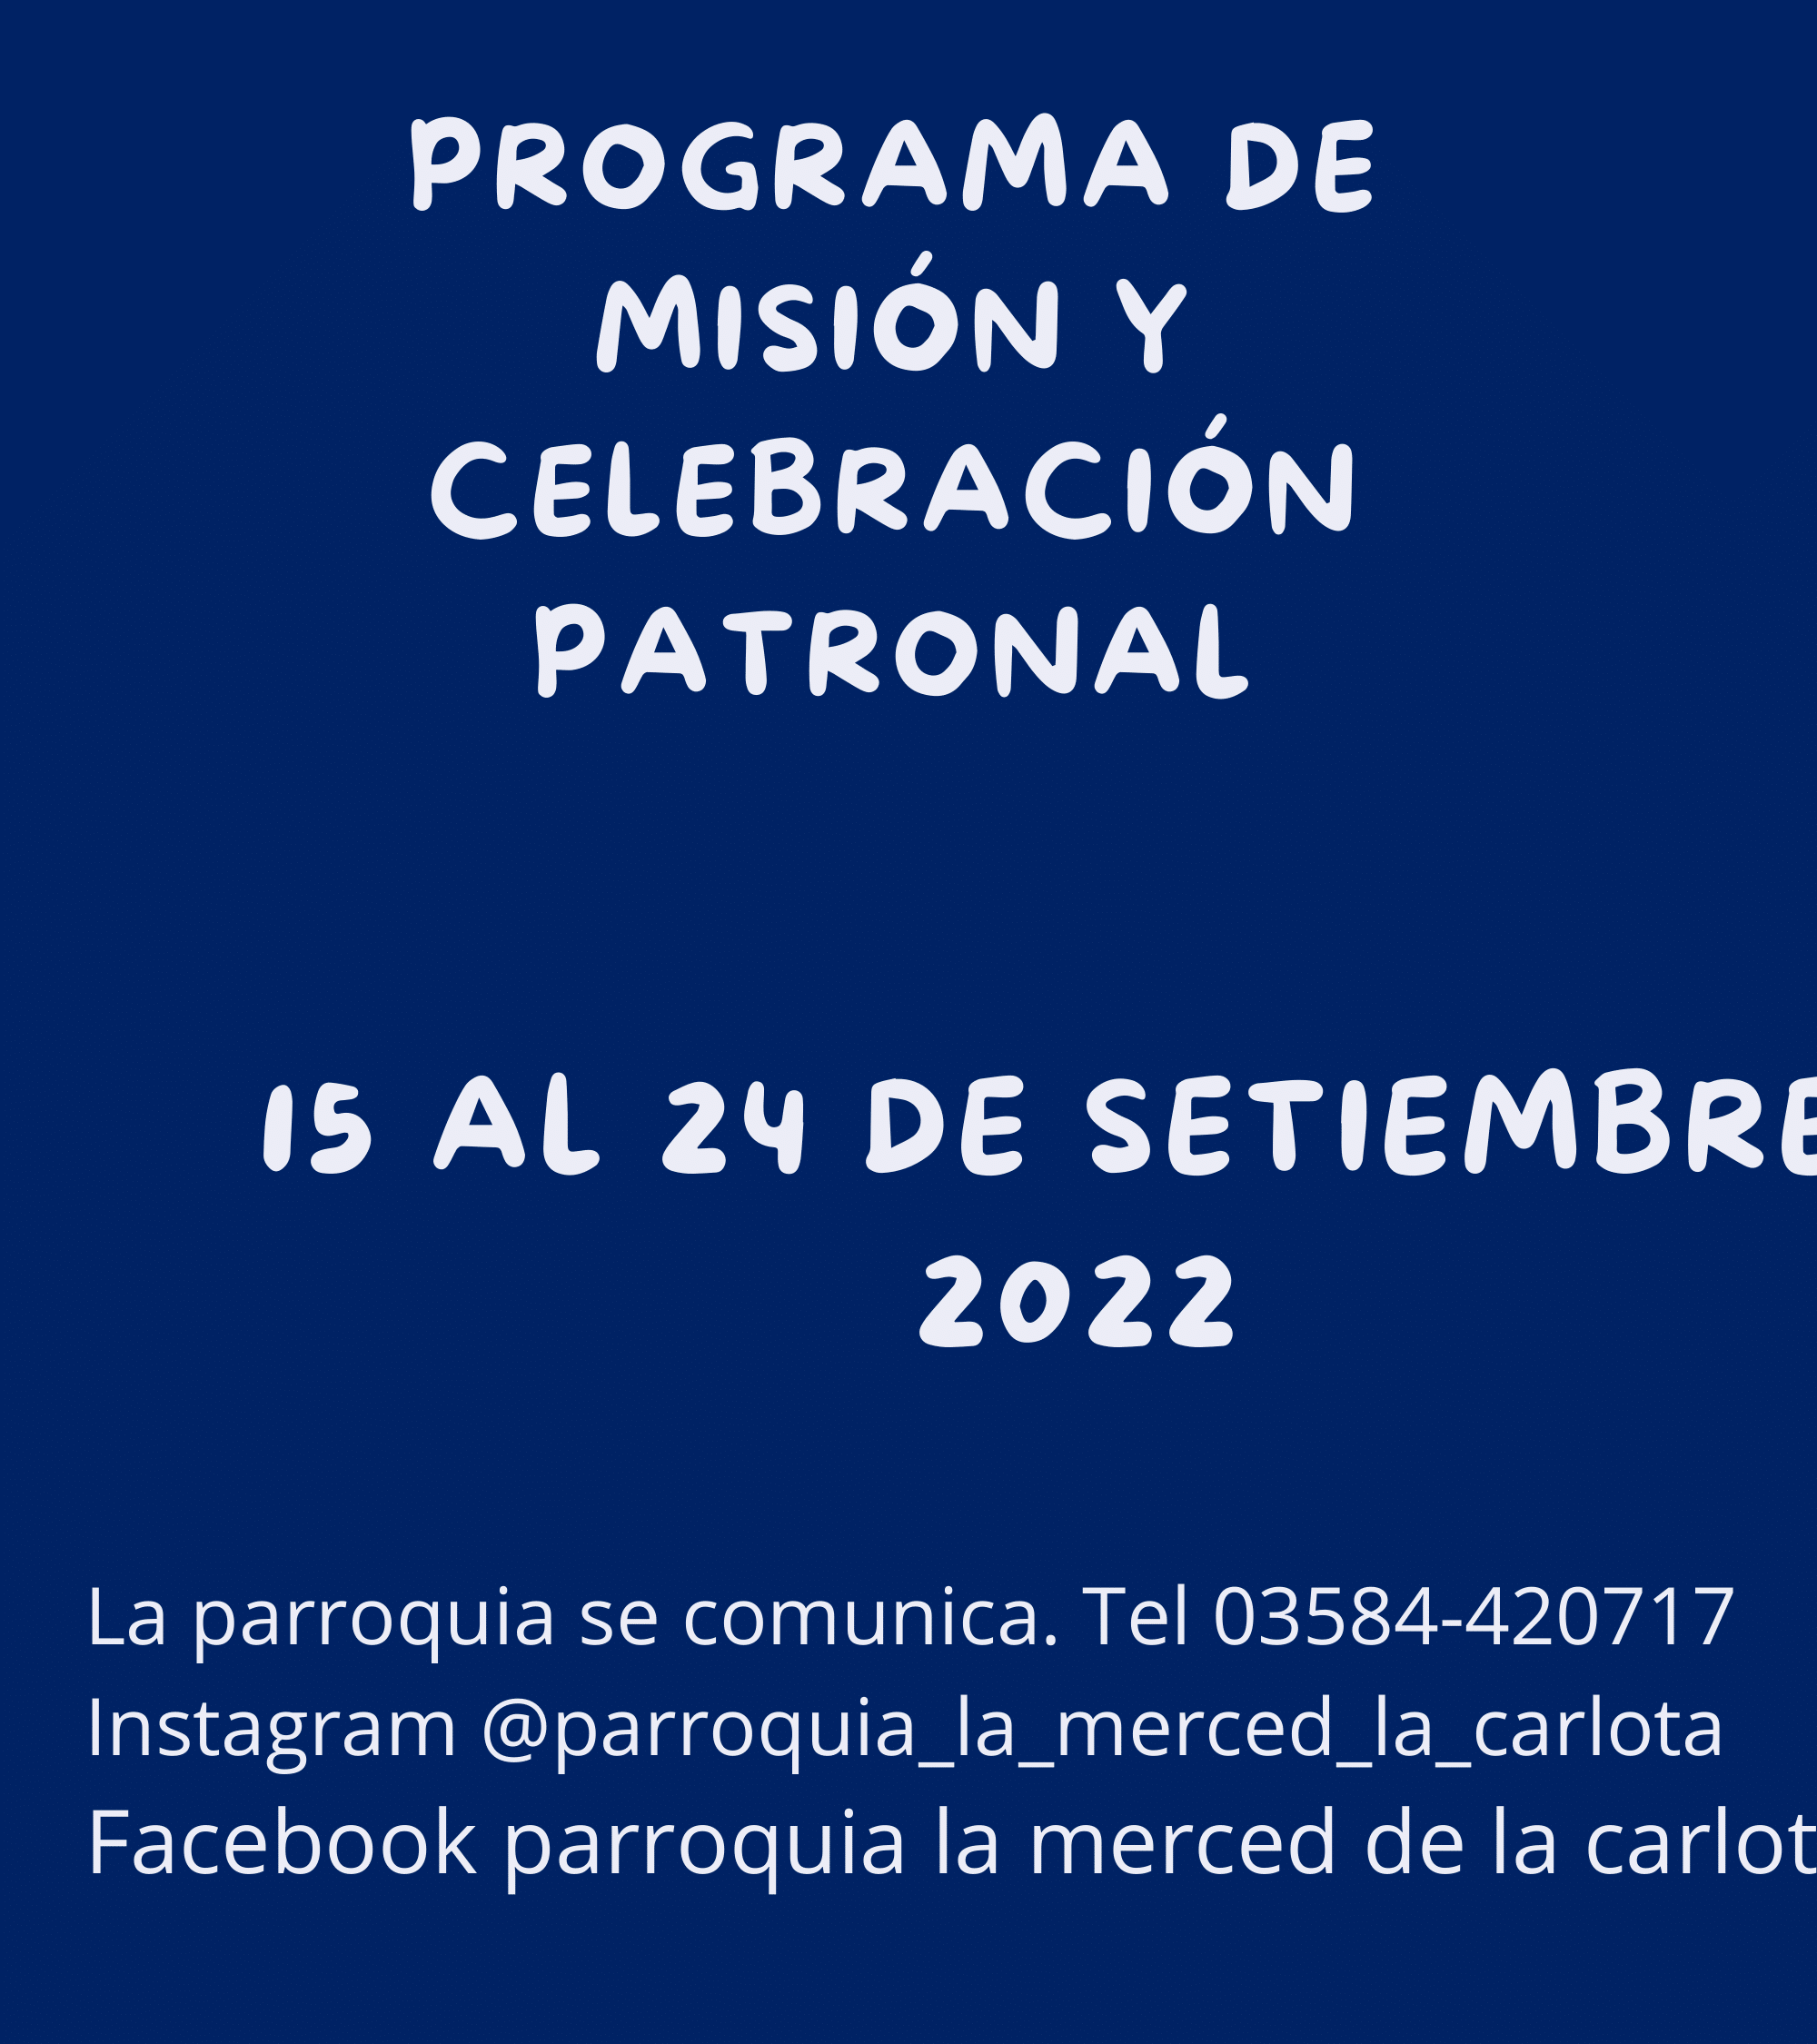 PROGRAMA DE
MISIÓN Y
CELEBRACIÓN
PATRONAL
15 AL 24 DE SETIEMBRE
2022
La parroquia se comunica. Tel 03584-420717
Instagram @parroquia_la_merced_la_carlota
Facebook parroquia la merced de la carlot